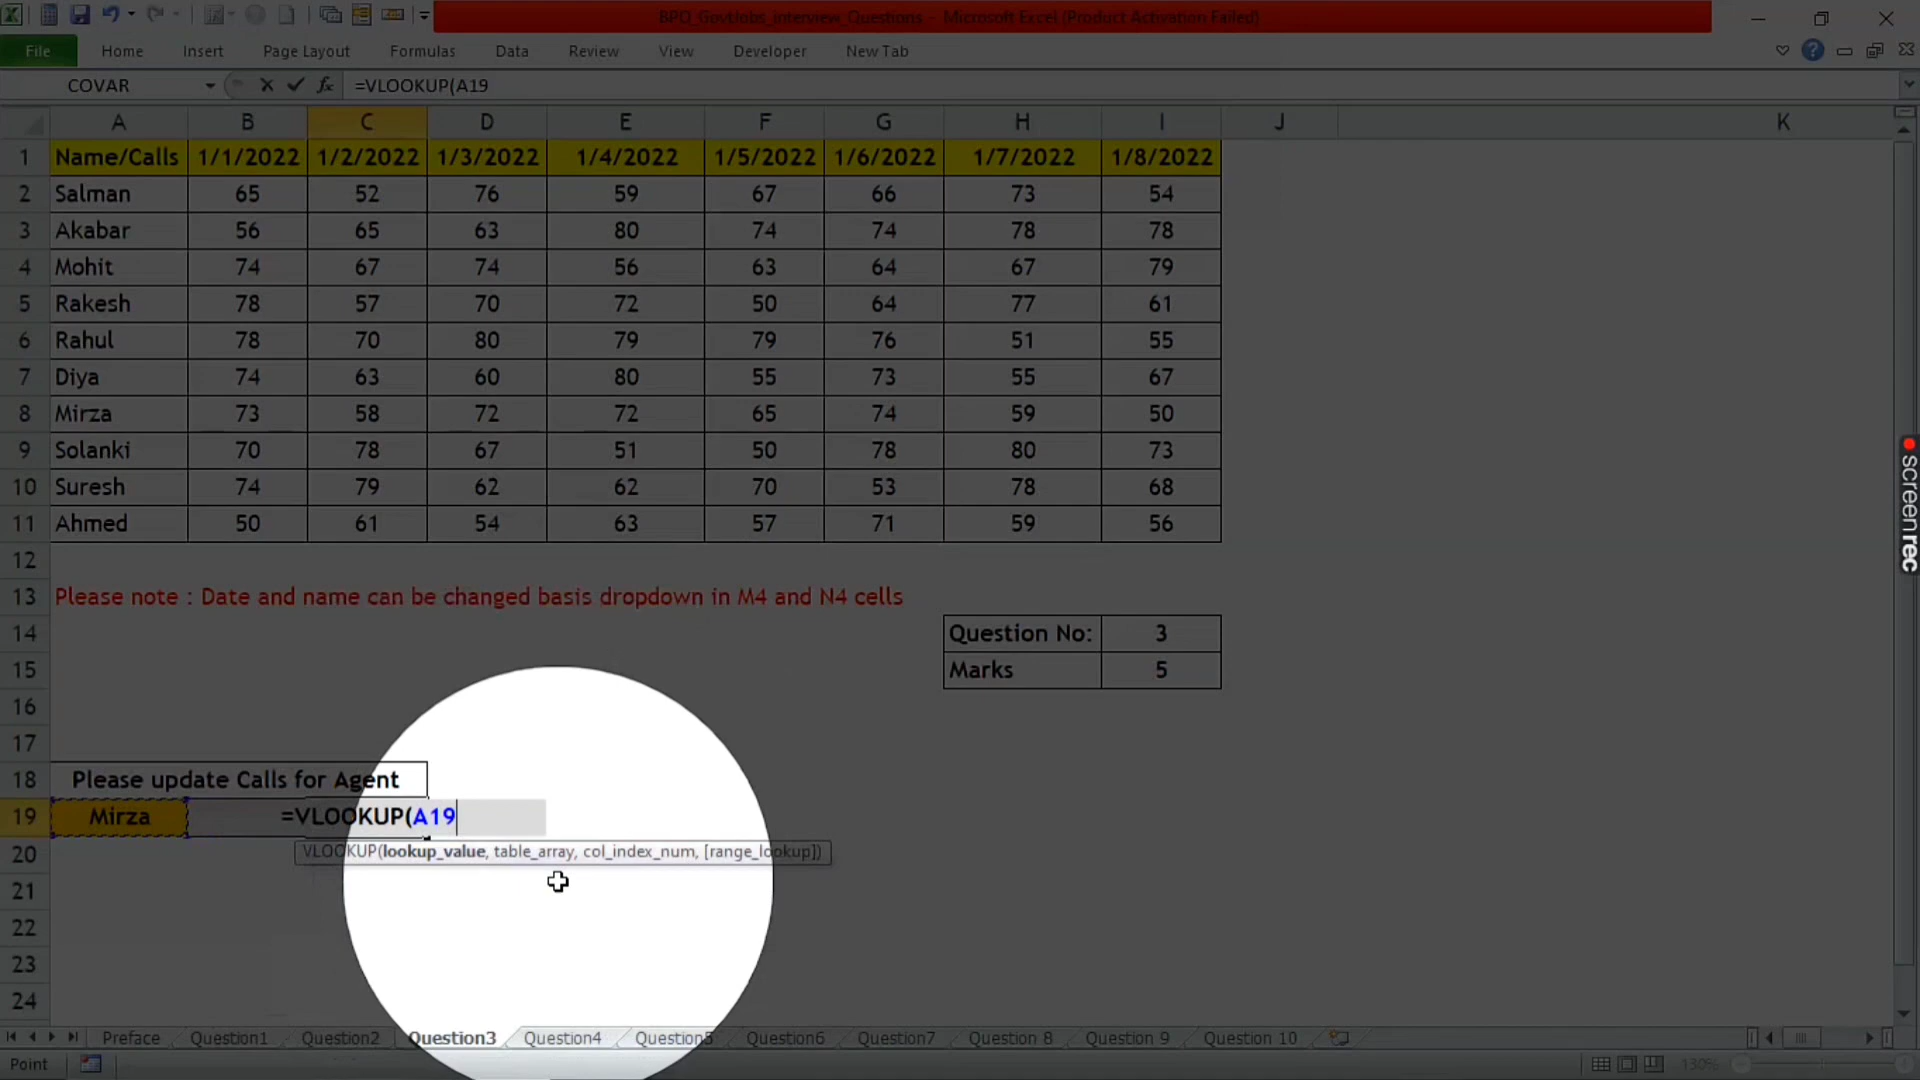 BPO_GovtJobs_Interview_Questions - Microsoft Excel (Product Activation Failed)
File Home Insert Page Layout Formulas Data Review View Developer New Tab
COVAR fx =VLOOKUP(A19
A B C D E F G H I J K
1 Name/Calls 1/1/2022 1/2/2022 1/3/2022 1/4/2022 1/5/2022 1/6/2022 1/7/2022 1/8/2022
2 Salman 65 52 76 59 67 66 73 54
3 Akabar 56 65 63 80 74 74 78 78
4 Mohit 74 67 74 56 63 64 67 79
5 Rakesh 78 57 70 72 50 64 77 61
6 Rahul 78 70 80 79 79 76 51 55
7 Diya 74 63 60 80 55 73 55 67
8 Mirza 73 58 72 72 65 74 59 50
9 Solanki 70 78 67 51 50 78 80 73
10 Suresh 74 79 62 62 70 53 78 68
11 Ahmed 50 61 54 63 57 71 59 56
12
13 Please note : Date and name can be changed basis dropdown in M4 and N4 cells
14 Question No: 3
15 Marks 5
16
17
18 Please update Calls for Agent
19 Mirza =VLOOKUP(A19
VLOOKUP(lookup_value, table_array, col_index_num, [range_lookup])
20
21
22
23
24
Preface Question1 Question2 Question3 Question4 Question5 Question6 Question7 Question 8 Question 9 Question 10
Point 130%
screenrec